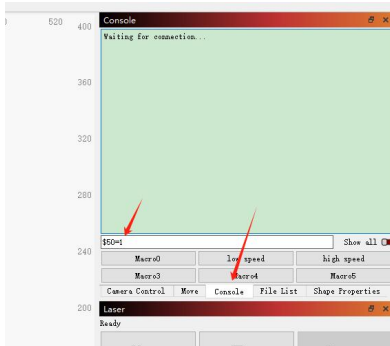 520
400
Console
Waiting for connection...
360
320
280
$50=1
Show all
240
Macro0
low speed
high speed
Macro3
Macro4
Macro5
Camera Control
Move
Console
File List
Shape Properties
200
Laser
Ready